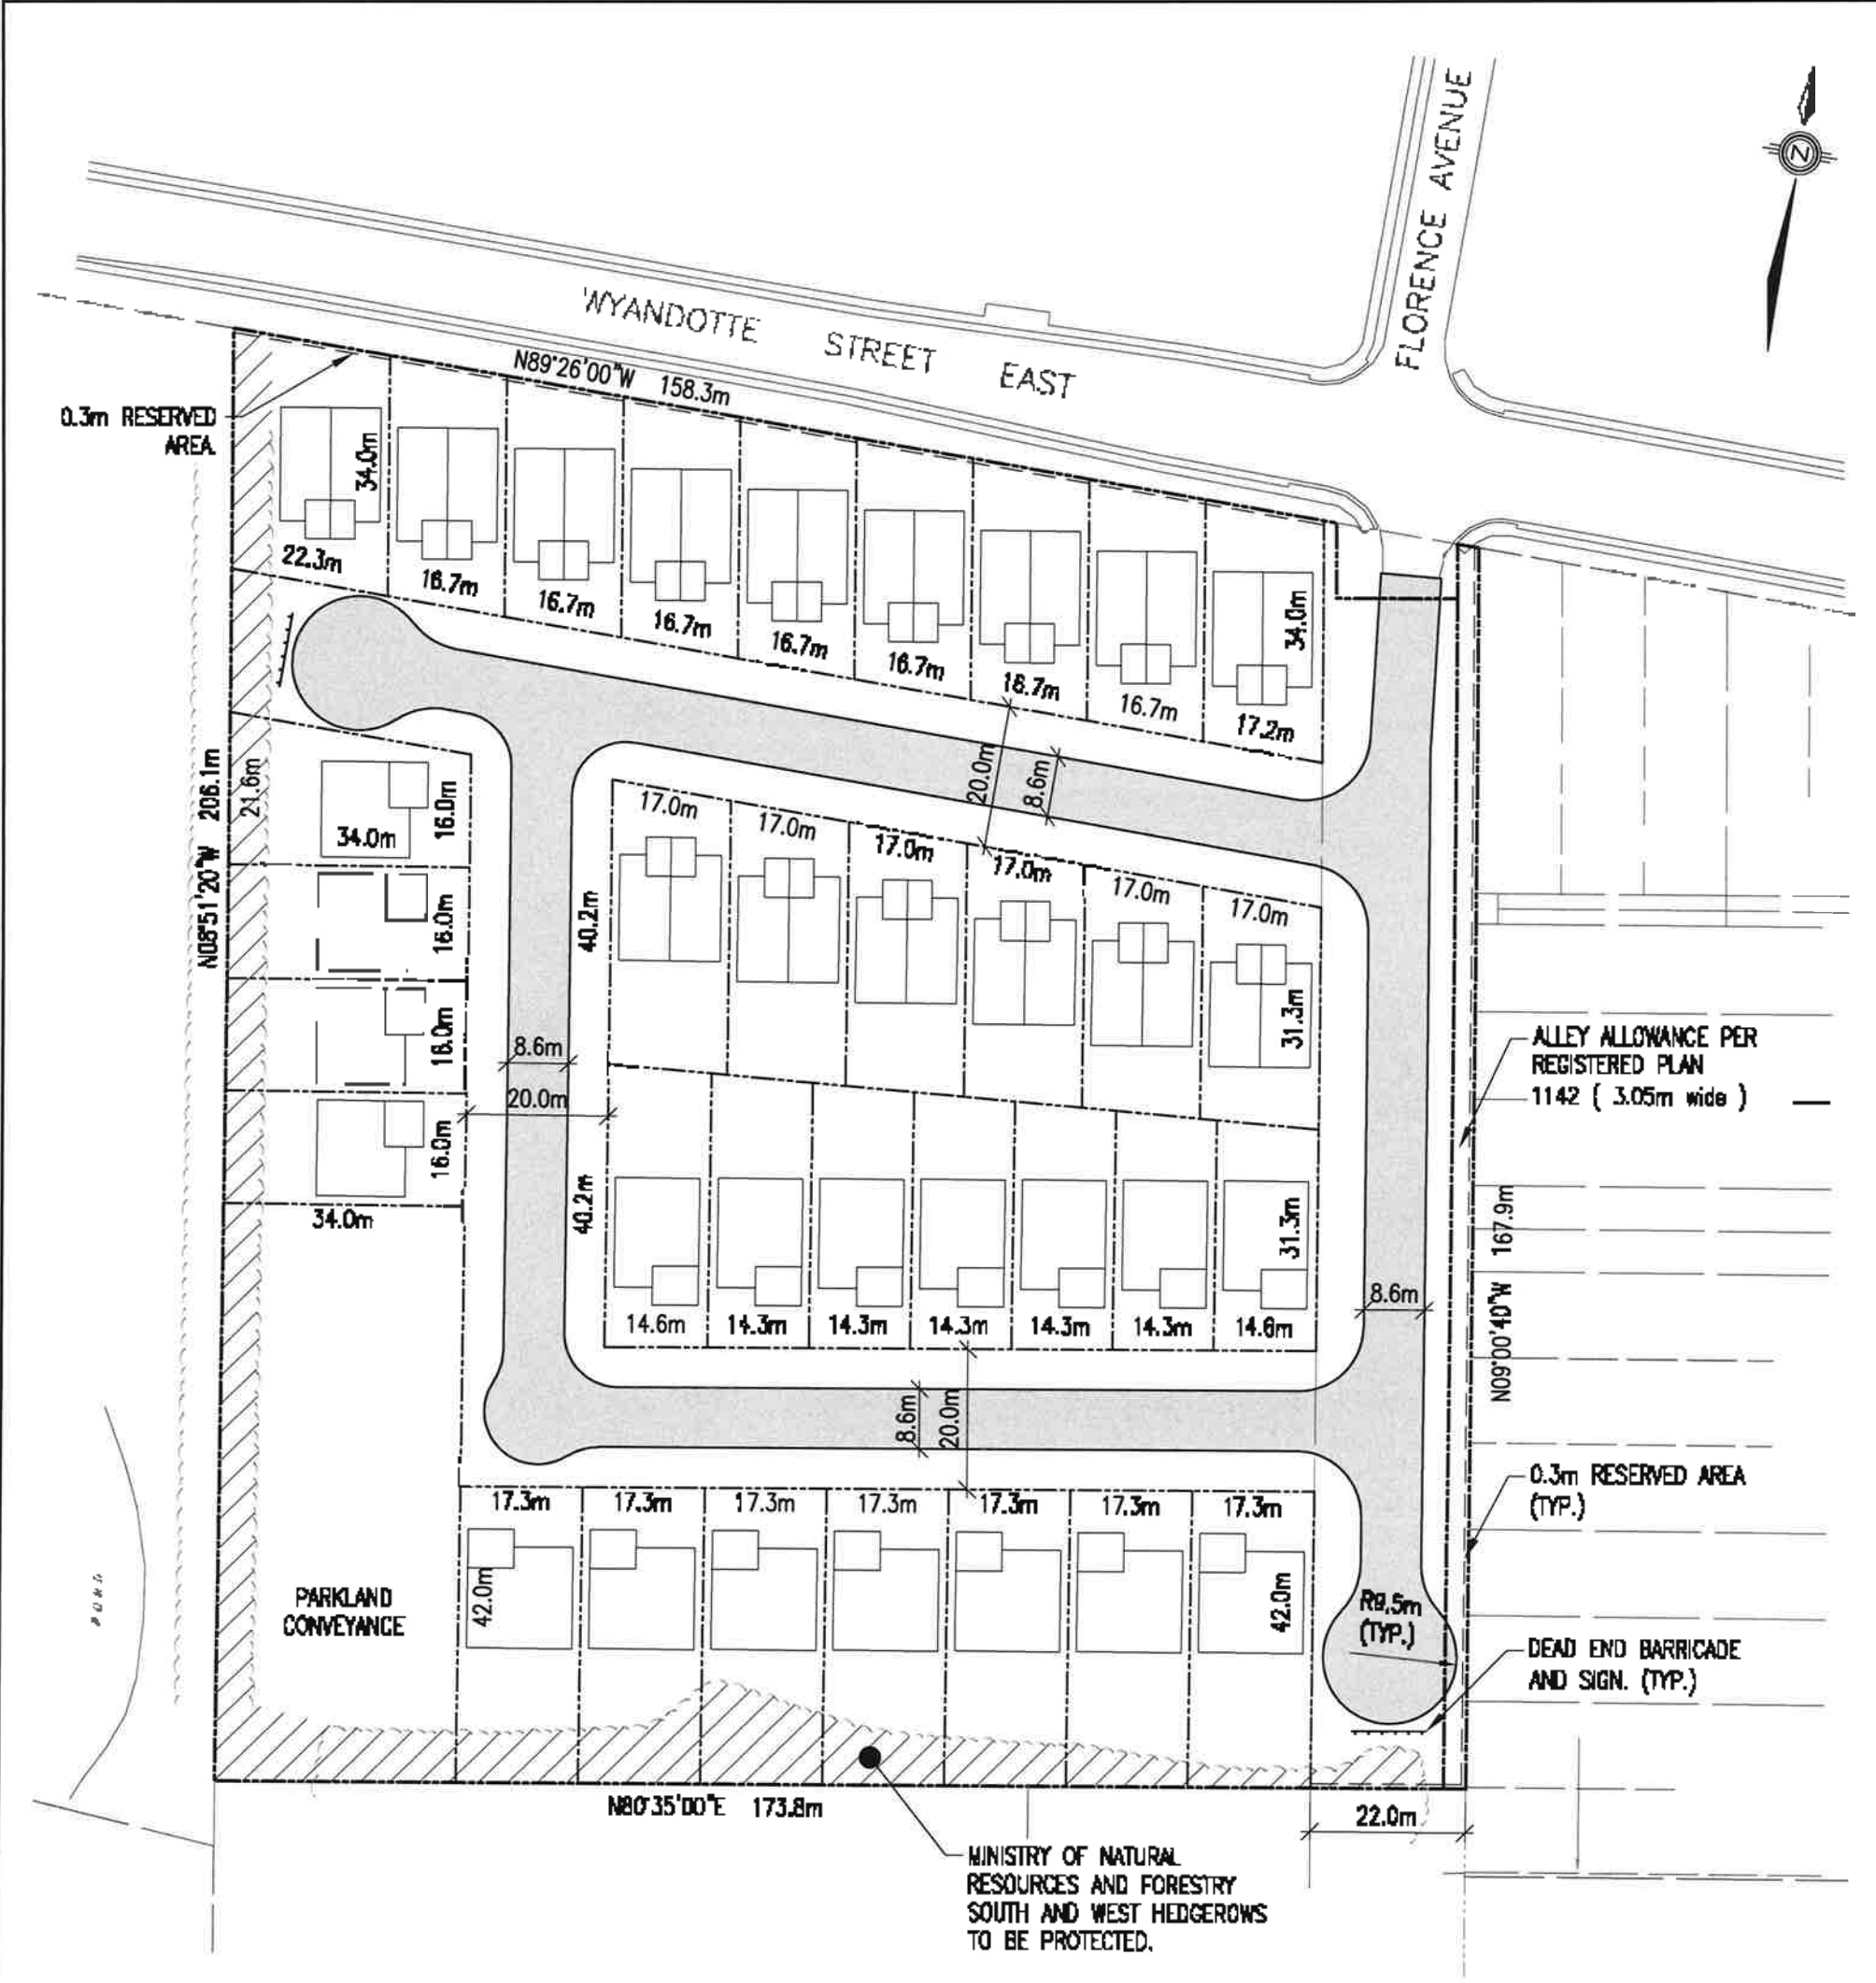 FLORENCE AVENUE
N
WYANDOTTE STREET EAST
N89°26'00"W 158.3m
0.3m RESERVED
AREA.
34.0m
22.3m
16.7m
16.7m
16.7m
16.7m
16.7m
16.7m
16.7m
17.2m
34.0m
N08°51'20"W 206.1m
21.6m
34.0m
16.0m
16.0m
16.0m
16.0m
34.0m
20.0m
8.6m
17.0m
17.0m
17.0m
17.0m
17.0m
17.0m
40.2m
31.3m
8.6m
20.0m
ALLEY ALLOWANCE PER
REGISTERED PLAN
1142 ( 3.05m wide )
40.2m
31.3m
14.6m
14.3m
14.3m
14.3m
14.3m
14.3m
14.6m
8.6m
N09°00'40"W 167.9m
8.6m
20.0m
0.3m RESERVED AREA
(TYP.)
17.3m
17.3m
17.3m
17.3m
17.3m
17.3m
17.3m
42.0m
42.0m
POND
PARKLAND
CONVEYANCE
R9.5m
(TYP.)
DEAD END BARRICADE
AND SIGN. (TYP.)
N80°35'00"E 173.8m
22.0m
MINISTRY OF NATURAL
RESOURCES AND FORESTRY
SOUTH AND WEST HEDGEROWS
TO BE PROTECTED.